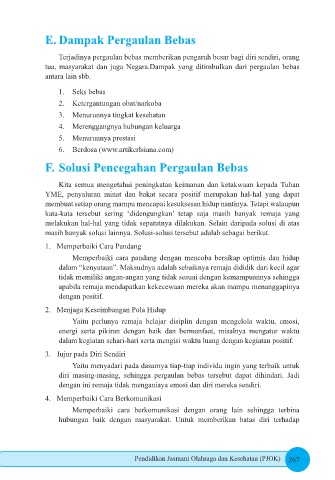 E. Dampak Pergaulan Bebas
Terjadinya pergaulan bebas memberikan pengaruh besar bagi diri sendiri, orang
tua, masyarakat dan juga Negara.Dampak yang ditimbulkan dari pergaulan bebas
antara lain sbb.
1. Seks bebas
2. Ketergantungan obat/narkoba
3. Menurunnya tingkat kesehatan
4. Merenggangnya hubungan keluarga
5. Menurunnya prestasi
6. Berdosa (www.artikerlsiana.com)
F. Solusi Pencegahan Pergaulan Bebas
Kita semua mengetahui peningkatan keimanan dan ketakwaan kepada Tuhan
YME, penyaluran minat dan bakat secara positif merupakan hal-hal yang dapat
membuat setiap orang mampu mencapai kesuksesan hidup nantinya. Tetapi walaupun
kata-kata tersebut sering ‘didengungkan’ tetap saja masih banyak remaja yang
melakukan hal-hal yang tidak sepatutnya dilakukan. Selain daripada solusi di atas
masih banyak solusi lainnya. Solusi-solusi tersebut adalah sebagai berikut.
1. Memperbaiki Cara Pandang
Memperbaiki cara pandang dengan mencoba bersikap optimis dan hidup
dalam “kenyataan”. Maksudnya adalah sebaiknya remaja dididik dari kecil agar
tidak memiliki angan-angan yang tidak sesuai dengan kemampuannya sehingga
apabila remaja mendapatkan kekecewaan mereka akan mampu menanggapinya
dengan positif.
2. Menjaga Keseimbangan Pola Hidup
Yaitu perlunya remaja belajar disiplin dengan mengelola waktu, emosi,
energi serta pikiran dengan baik dan bermanfaat, misalnya mengatur waktu
dalam kegiatan sehari-hari serta mengisi waktu luang dengan kegiatan positif.
3. Jujur pada Diri Sendiri
Yaitu menyadari pada dasarnya tiap-tiap individu ingin yang terbaik untuk
diri masing-masing, sehingga pergaulan bebas tersebut dapat dihindari. Jadi
dengan ini remaja tidak menganiaya emosi dan diri mereka sendiri.
4. Memperbaiki Cara Berkomunikasi
Memperbaiki cara berkomunikasi dengan orang lain sehingga terbina
hubungan baik dengan masyarakat. Untuk memberikan batas diri terhadap
Pendidikan Jasmani Olahraga dan Kesehatan (PJOK) 267